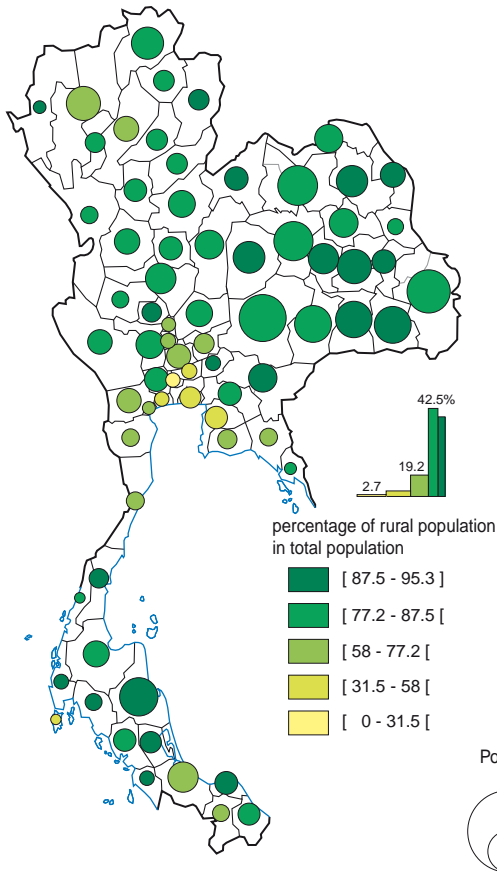 42.5%
19.2
2.7
percentage of rural population
in total population
[ 87.5 - 95.3 ]
[ 77.2 - 87.5 [
[ 58 - 77.2 [
[ 31.5 - 58 [
[ 0 - 31.5 [
Po